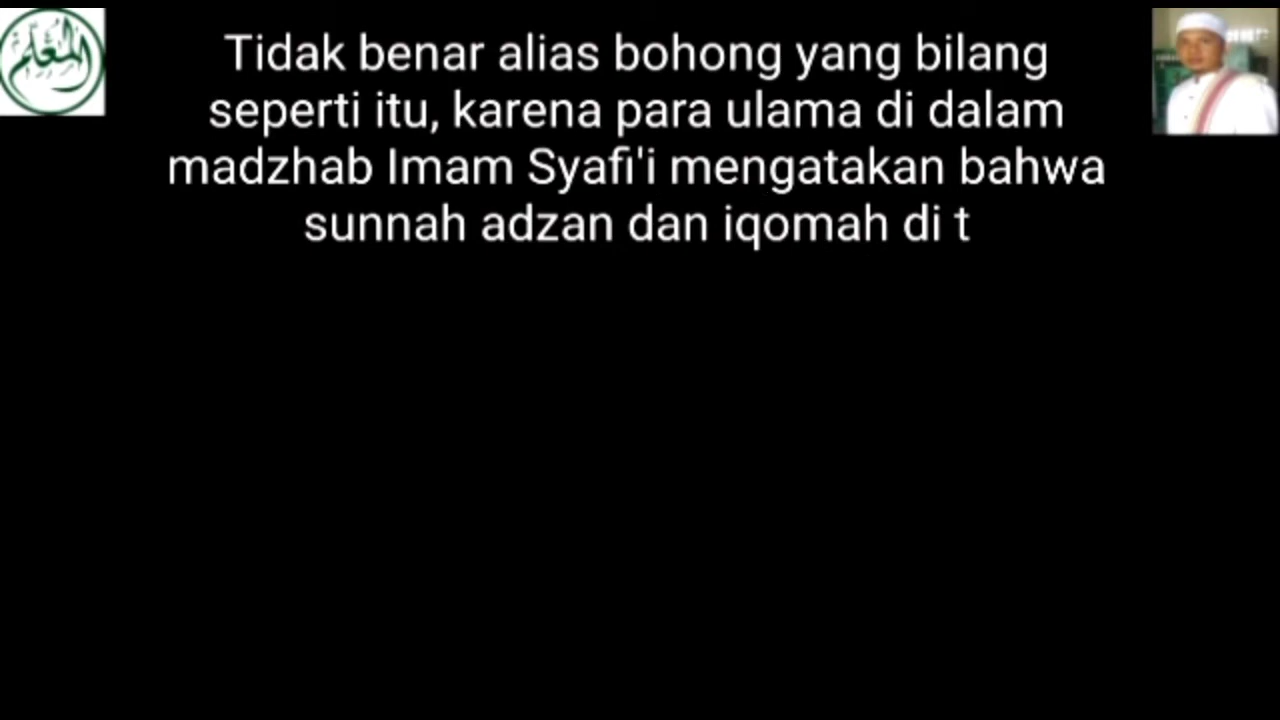 المعلم
Tidak benar alias bohong yang bilang
seperti itu, karena para ulama di dalam
madzhab Imam Syafi'i mengatakan bahwa
sunnah adzan dan iqomah di t